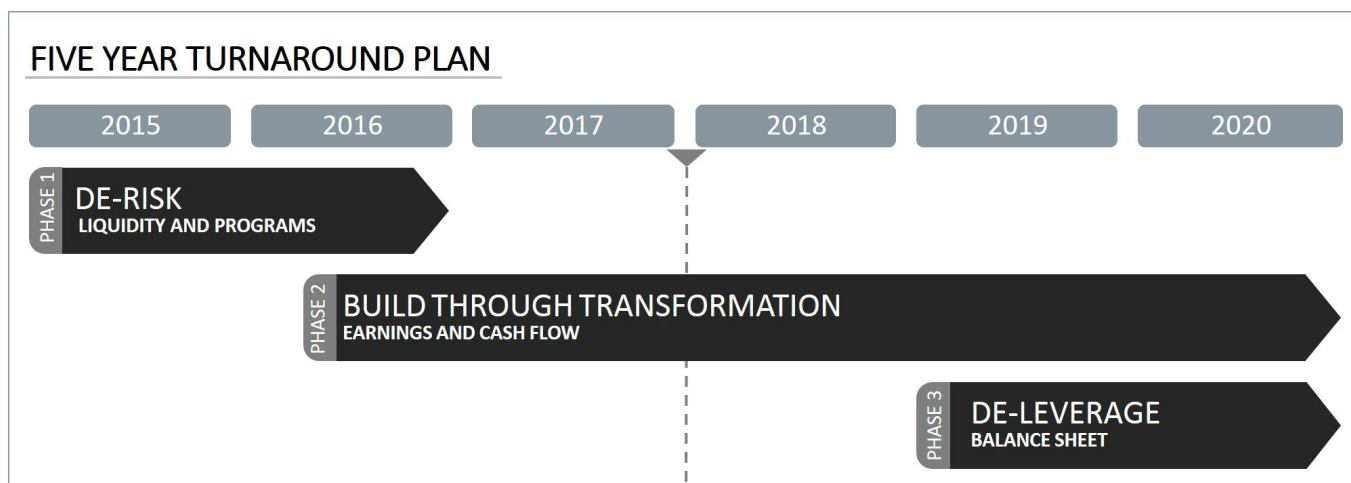 FIVE YEAR TURNAROUND PLAN
2015 2016 2017 2018 2019 2020
PHASE 1
DE-RISK
LIQUIDITY AND PROGRAMS
PHASE 2
BUILD THROUGH TRANSFORMATION
EARNINGS AND CASH FLOW
PHASE 3
DE-LEVERAGE
BALANCE SHEET